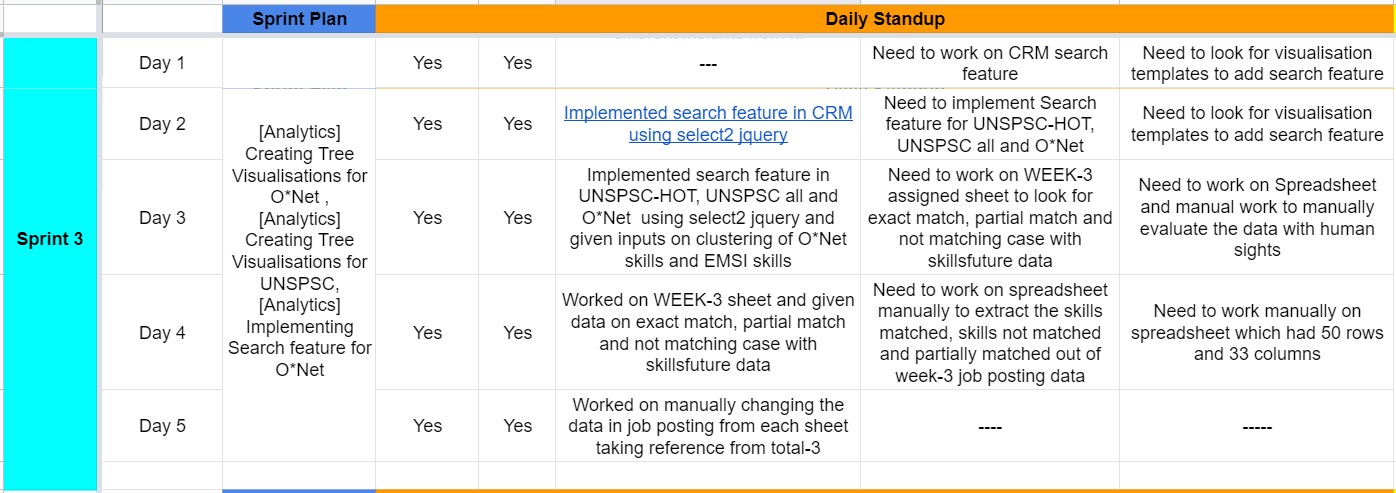 Sprint Plan
Daily Standup
Sprint 3
[Analytics]
Creating Tree
Visualisations for
O*Net ,
[Analytics]
Creating Tree
Visualisations for
UNSPSC,
[Analytics]
Implementing
Search feature for
O*Net
Day 1
Yes
Yes
---
Need to work on CRM search
feature
Need to look for visualisation
templates to add search feature
Day 2
Yes
Yes
Implemented search feature in CRM
using select2 jquery
Need to implement Search
feature for UNSPSC-HOT,
UNSPSC all and O*Net
Need to look for visualisation
templates to add search feature
Day 3
Yes
Yes
Implemented search feature in
UNSPSC-HOT, UNSPSC all and
O*Net  using select2 jquery and
given inputs on clustering of O*Net
skills and EMSI skills
Need to work on WEEK-3
assigned sheet to look for
exact match, partial match and
not matching case with
skillsfuture data
Need to work on Spreadsheet
and manual work to manually
evaluate the data with human
sights
Day 4
Yes
Yes
Worked on WEEK-3 sheet and given
data on exact match, partial match
and not matching case with
skillsfuture data
Need to work on spreadsheet
manually to extract the skills
matched, skills not matched
and partially matched out of
week-3 job posting data
Need to work manually on
spreadsheet which had 50 rows
and 33 columns
Day 5
Yes
Yes
Worked on manually changing the
data in job posting from each sheet
taking reference from total-3
----
-----